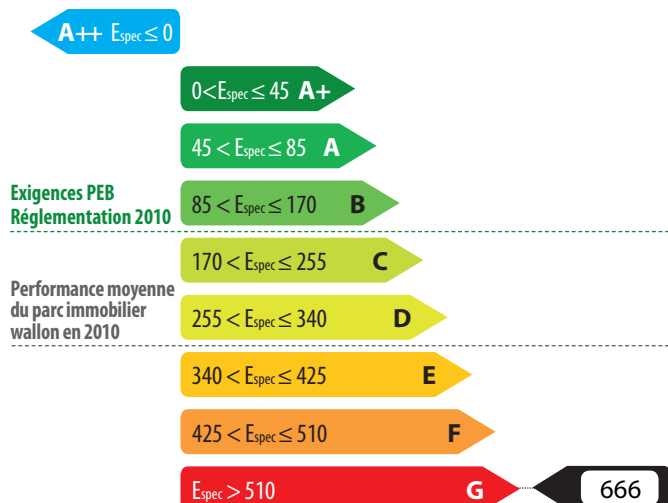 A++ Espec ≤ 0
0<Espec ≤ 45 A+
45 < Espec ≤ 85 A
Exigences PEB
Réglementation 2010
85 < Espec ≤ 170 B
170 < Espec ≤ 255 C
Performance moyenne
du parc immobilier
wallon en 2010
255 < Espec ≤ 340 D
340 < Espec ≤ 425 E
425 < Espec ≤ 510 F
Espec > 510 G 666